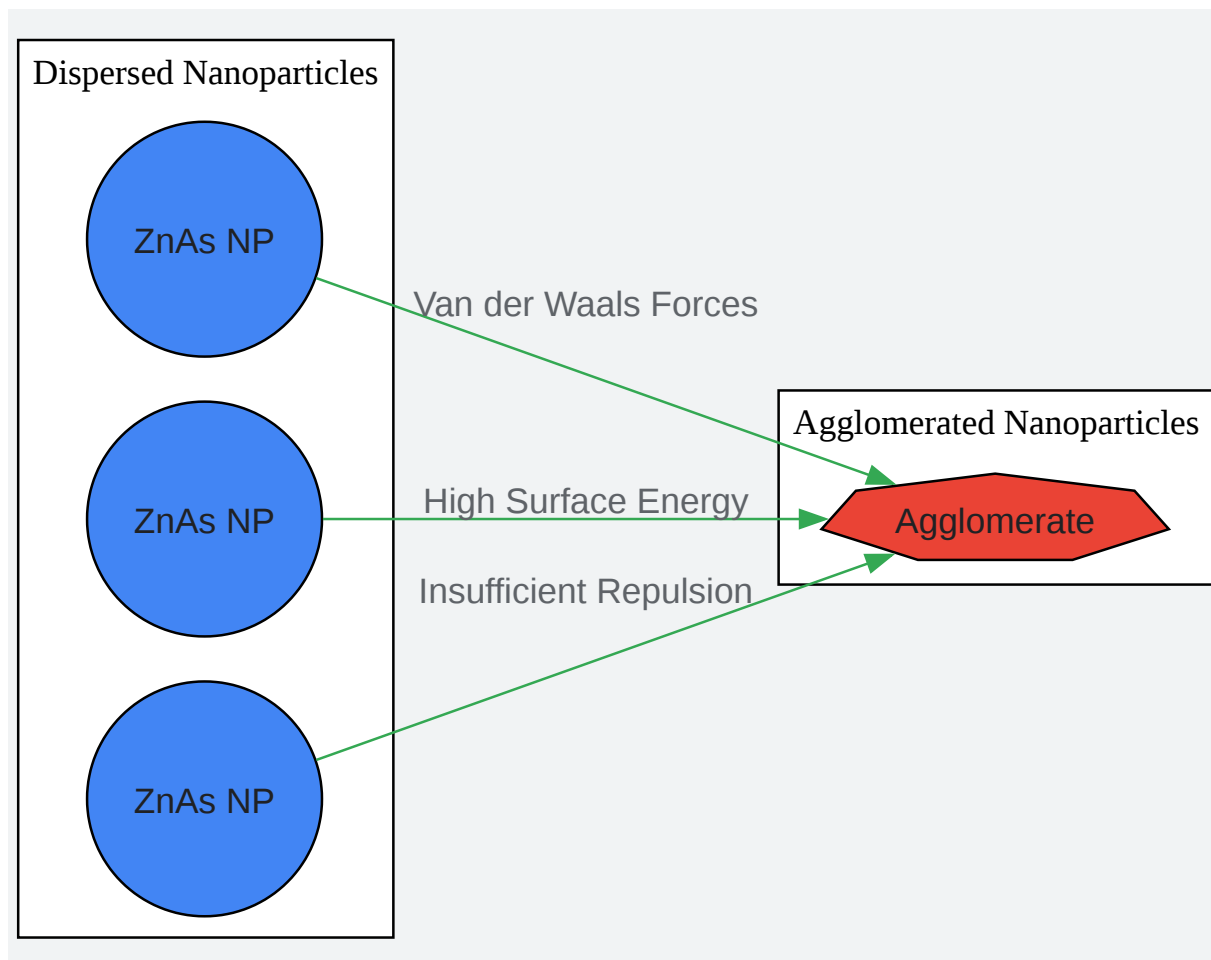 Dispersed Nanoparticles
ZnAs NP
ZnAs NP
ZnAs NP
Van der Waals Forces
High Surface Energy
Insufficient Repulsion
Agglomerated Nanoparticles
Agglomerate